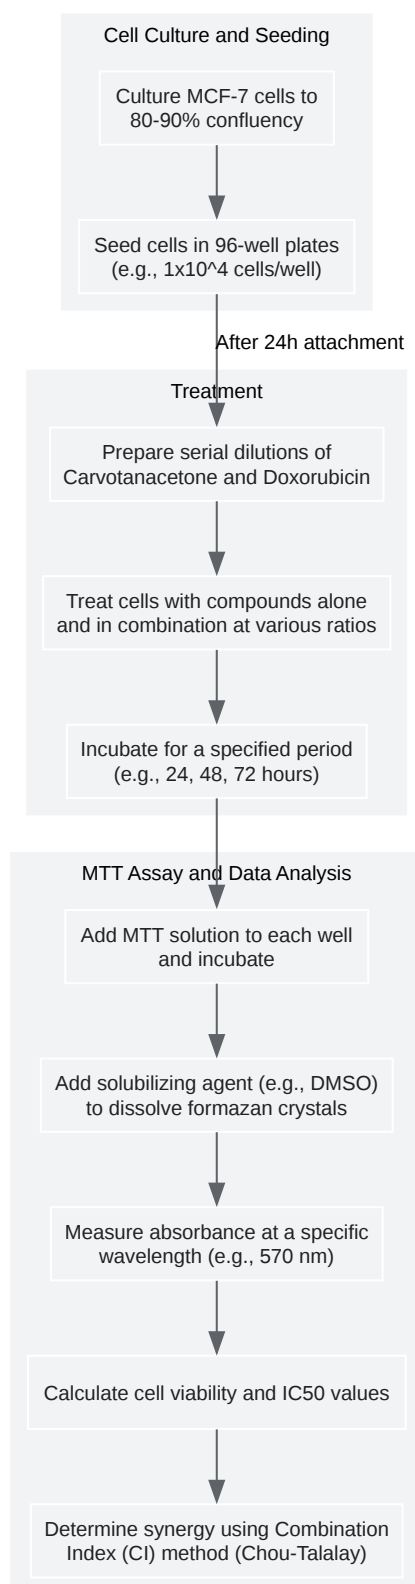 Cell Culture and Seeding
Culture MCF-7 cells to
80-90% confluency
Seed cells in 96-well plates
(e.g., 1x10^4 cells/well)
After 24h attachment
Treatment
Prepare serial dilutions of
Carvotanacetone and Doxorubicin
Treat cells with compounds alone
and in combination at various ratios
Incubate for a specified period
(e.g., 24, 48, 72 hours)
MTT Assay and Data Analysis
Add MTT solution to each well
and incubate
Add solubilizing agent (e.g., DMSO)
to dissolve formazan crystals
Measure absorbance at a specific
wavelength (e.g., 570 nm)
Calculate cell viability and IC50 values
Determine synergy using Combination
Index (CI) method (Chou-Talalay)